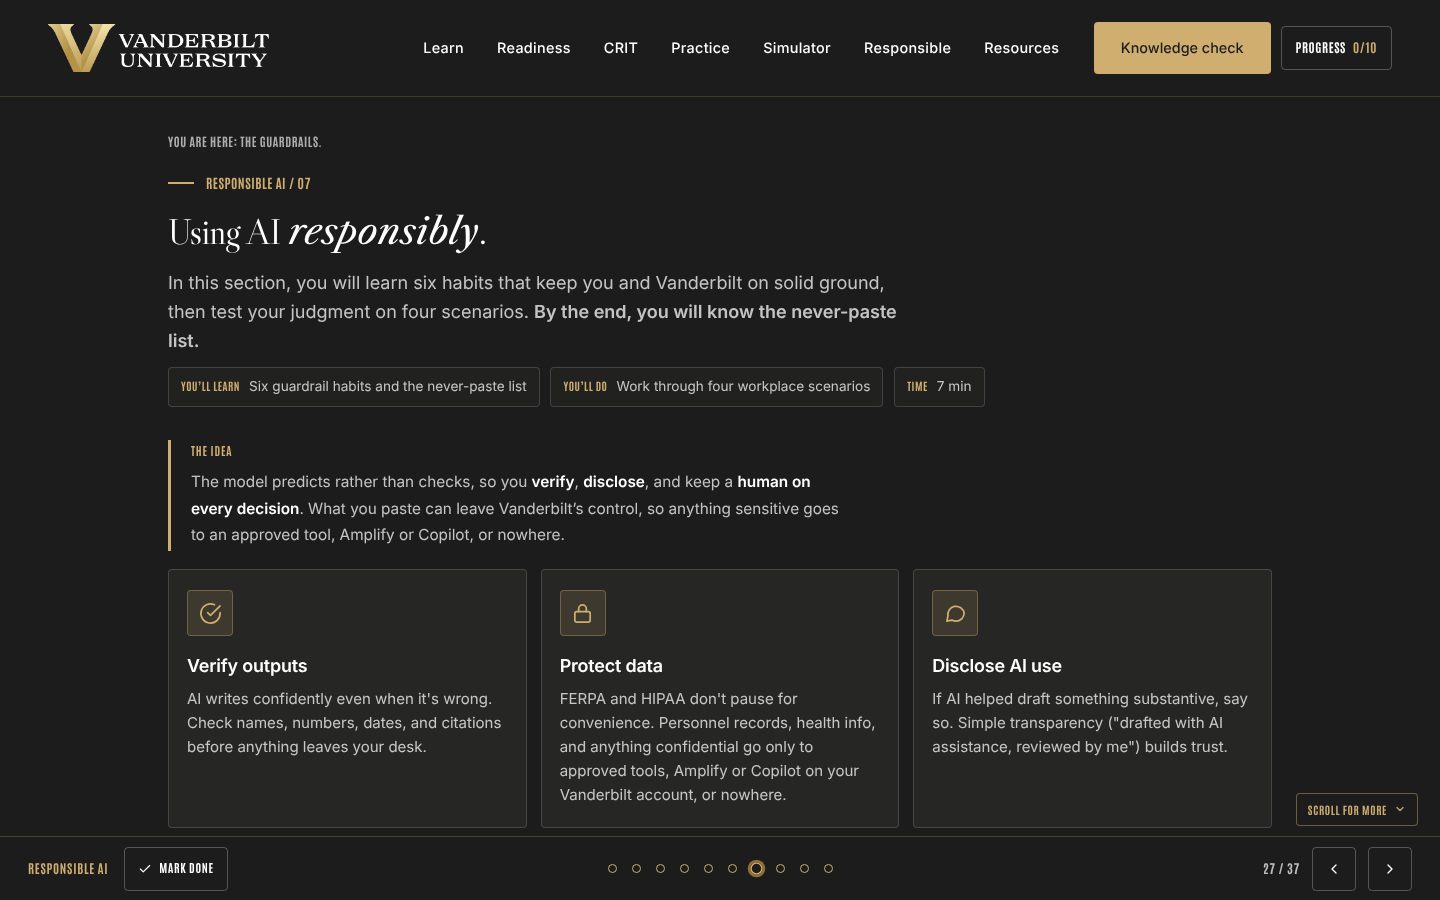 VANDERBILT
UNIVERSITY
Learn
Readiness
CRIT
Practice
Simulator
Responsible
Resources
Knowledge check
PROGRESS 0/10
YOU ARE HERE: THE GUARDRAILS.
RESPONSIBLE AI / 07
Using AI responsibly.
In this section, you will learn six habits that keep you and Vanderbilt on solid ground,
then test your judgment on four scenarios. By the end, you will know the never-paste
list.
YOU'LL LEARN Six guardrail habits and the never-paste list
YOU'LL DO Work through four workplace scenarios
TIME 7 min
THE IDEA
The model predicts rather than checks, so you verify, disclose, and keep a human on
every decision. What you paste can leave Vanderbilt’s control, so anything sensitive goes
to an approved tool, Amplify or Copilot, or nowhere.
Verify outputs
AI writes confidently even when it's wrong.
Check names, numbers, dates, and citations
before anything leaves your desk.
Protect data
FERPA and HIPAA don't pause for
convenience. Personnel records, health info,
and anything confidential go only to
approved tools, Amplify or Copilot on your
Vanderbilt account, or nowhere.
Disclose AI use
If AI helped draft something substantive, say
so. Simple transparency ("drafted with AI
assistance, reviewed by me") builds trust.
SCROLL FOR MORE
RESPONSIBLE AI
MARK DONE
27 / 37